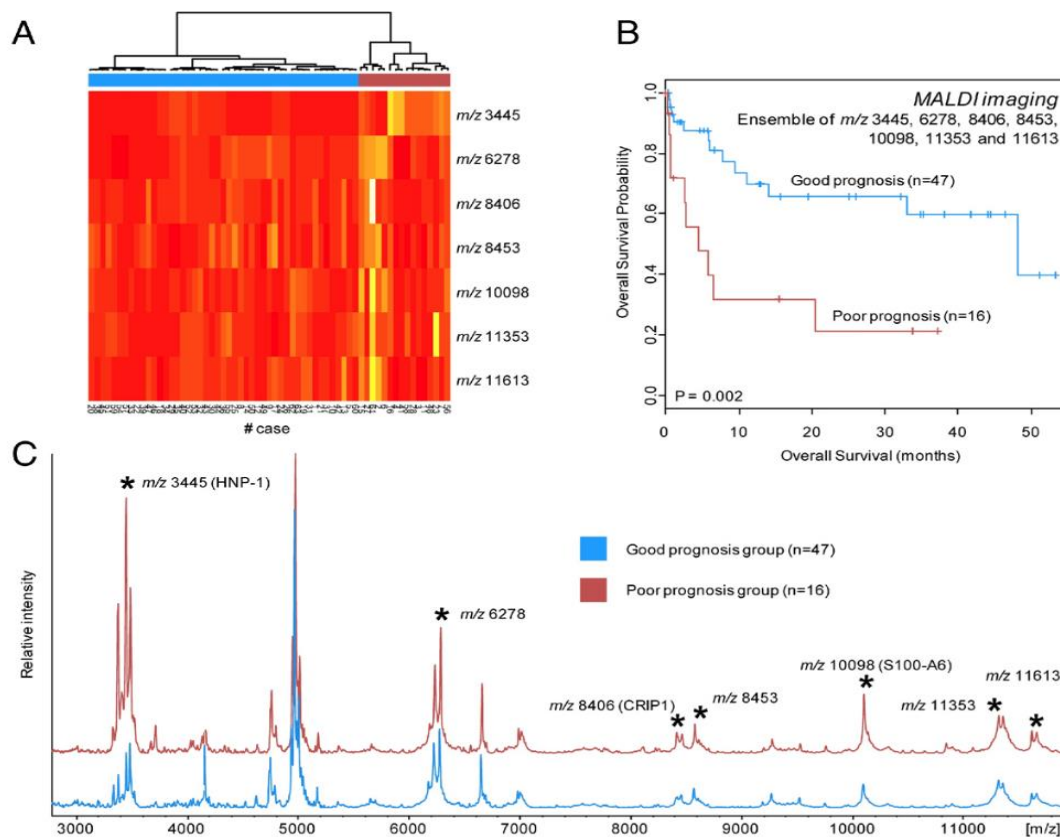 A
m/z 3445
m/z 6278
m/z 8406
m/z 8453
m/z 10098
m/z 11353
m/z 11613
# case
B
MALDI imaging
Ensemble of m/z 3445, 6278, 8406, 8453,
10098, 11353 and 11613
Good prognosis (n=47)
Poor prognosis (n=16)
P = 0.002
Overall Survival Probability
1.0
0.8
0.6
0.4
0.2
0.0
0 10 20 30 40 50
Overall Survival (months)
C
* m/z 3445 (HNP-1)
Good prognosis group (n=47)
Poor prognosis group (n=16)
* m/z 6278
m/z 8406 (CRIP1)
* m/z 8453
m/z 10098 (S100-A6)
m/z 11353
m/z 11613
Relative intensity
3000 4000 5000 6000 7000 8000 9000 10000 11000 [m/z]